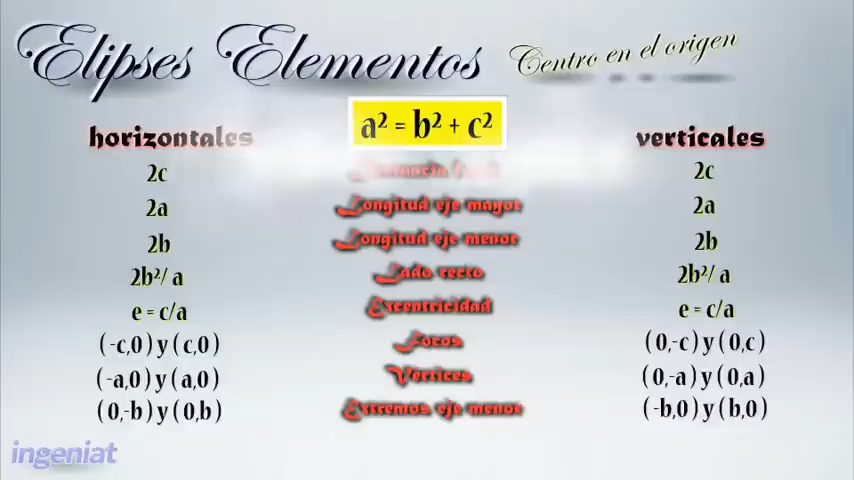 Elipses Elementos Centro en el origen
a² = b² + c²
horizontales verticales
2c 2c
2a Longitud eje mayor 2a
2b Longitud eje menor 2b
2b²/ a Lado recto 2b²/ a
e = c/a Excentricidad e = c/a
(-c,0) y (c,0) Focos (0,-c) y (0,c)
(-a,0) y (a,0) Vértices (0,-a) y (0,a)
(0,-b) y (0,b) Extremos eje menor (-b,0) y (b,0)
ingeniat